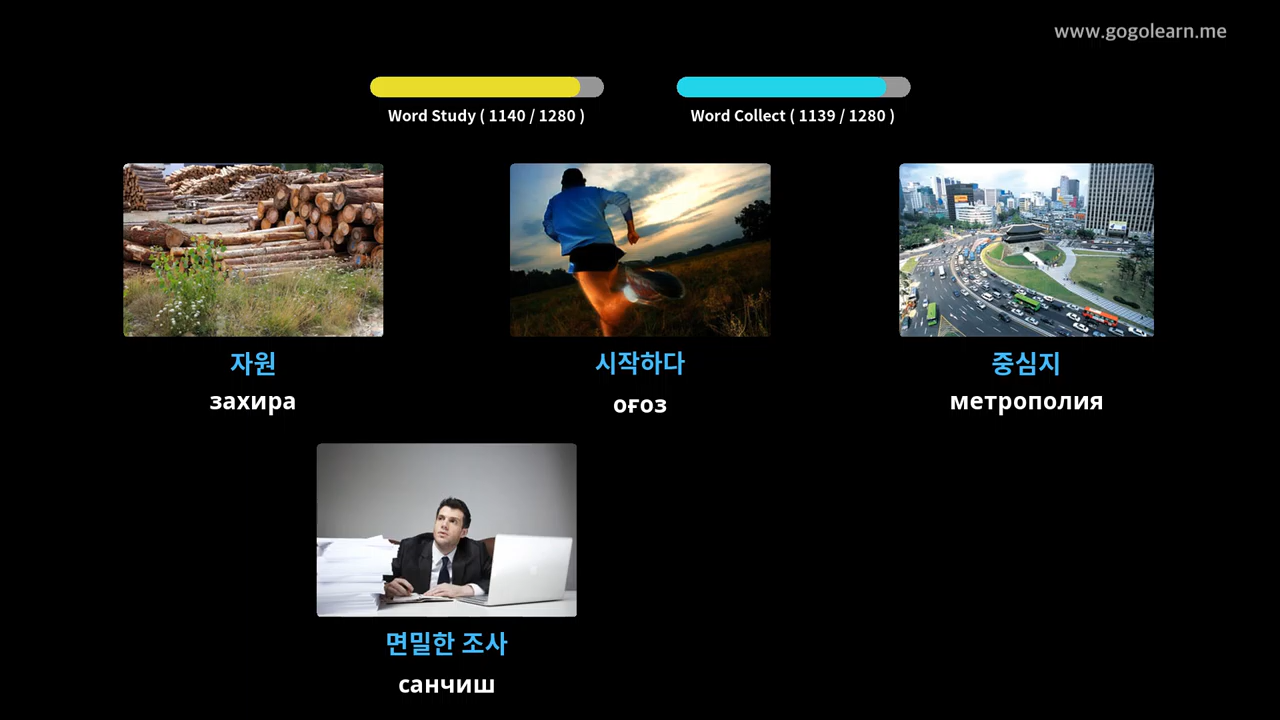 www.gogolearn.me
Word Study ( 1140 / 1280 )
Word Collect ( 1139 / 1280 )
자원
захира
시작하다
оғоз
중심지
метрополия
면밀한 조사
санчиш